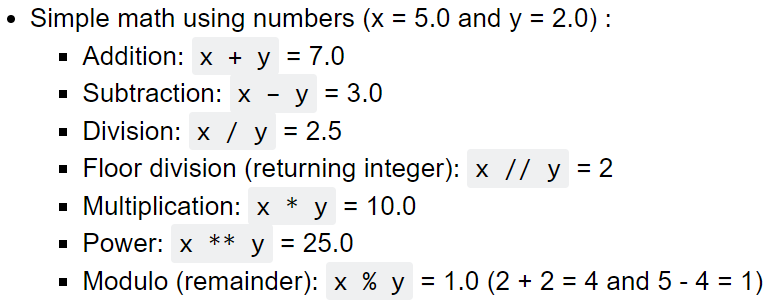 • Simple math using numbers (x = 5.0 and y = 2.0) :
▪ Addition: x + y = 7.0
▪ Subtraction: x - y = 3.0
▪ Division: x / y = 2.5
▪ Floor division (returning integer): x // y = 2
▪ Multiplication: x * y = 10.0
▪ Power: x ** y = 25.0
▪ Modulo (remainder): x % y = 1.0 (2 + 2 = 4 and 5 - 4 = 1)